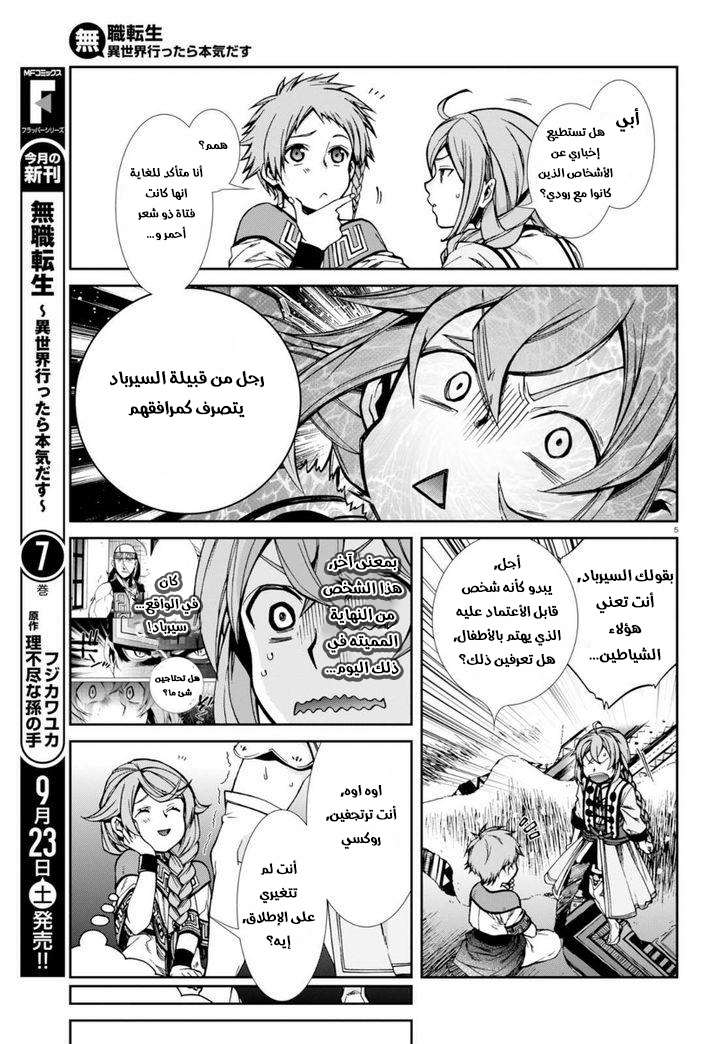 無職転生
異世界行ったら本気だす
MFコミックス
F
フラッパーシリーズ
今月の
新刊
無職転生
~異世界行ったら本気だす~
7
巻
原作
フジカワユカ
理不尽な孫の手
9月23日(土)発売!!
أبي
هل تستطيع
إخباري عن
الأشخاص الذين
كانوا مع رودي؟
همم؟
أنا متأكد للغاية
انها كانت
فتاة ذو شعر
أحمر و...
رجل من قبيلة السيرباد
يتصرف كمرافقهم
5
بقولك السيرباد,
أنت تعني
هؤلاء
الشياطين...
أجل,
يبدو كأنه شخص
قابل الأعتماد عليه
الذي يهتم بالأطفال,
هل تعرفين ذلك؟
بمعنى آخر,
هذا الشخص
من النهاية
المميته في
ذلك اليوم...
كان
في الواقع...
سيرباد!
هل تحتاجين
شئ ما؟
اوه اوه,
أنت ترتجفين,
روكسي
أنت لم
تتغيري
على الإطلاق,
إيه؟